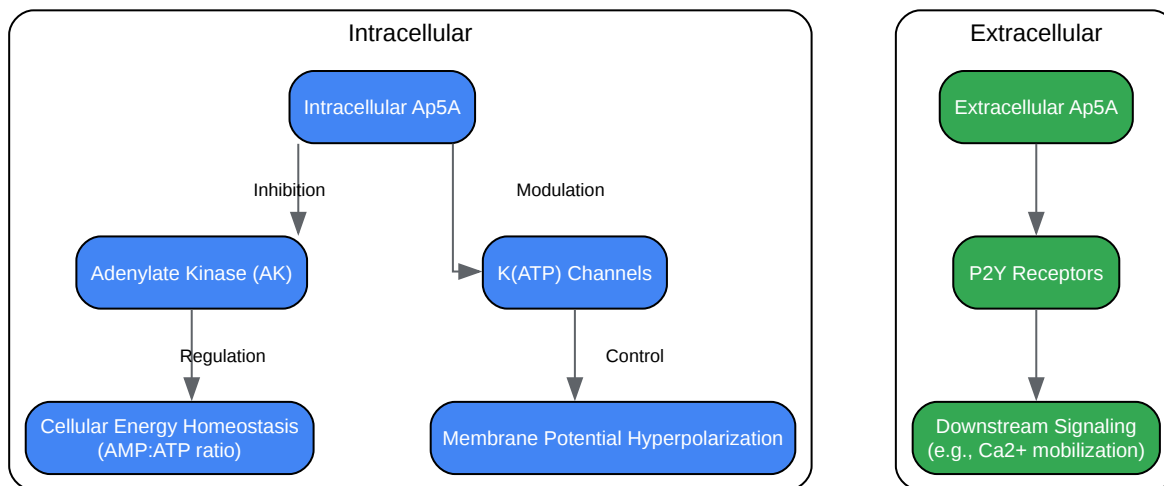 Intracellular
Intracellular Ap5A
Inhibition
Modulation
Adenylate Kinase (AK)
K(ATP) Channels
Regulation
Control
Cellular Energy Homeostasis
(AMP:ATP ratio)
Membrane Potential Hyperpolarization
Extracellular
Extracellular Ap5A
P2Y Receptors
Downstream Signaling
(e.g., Ca2+ mobilization)